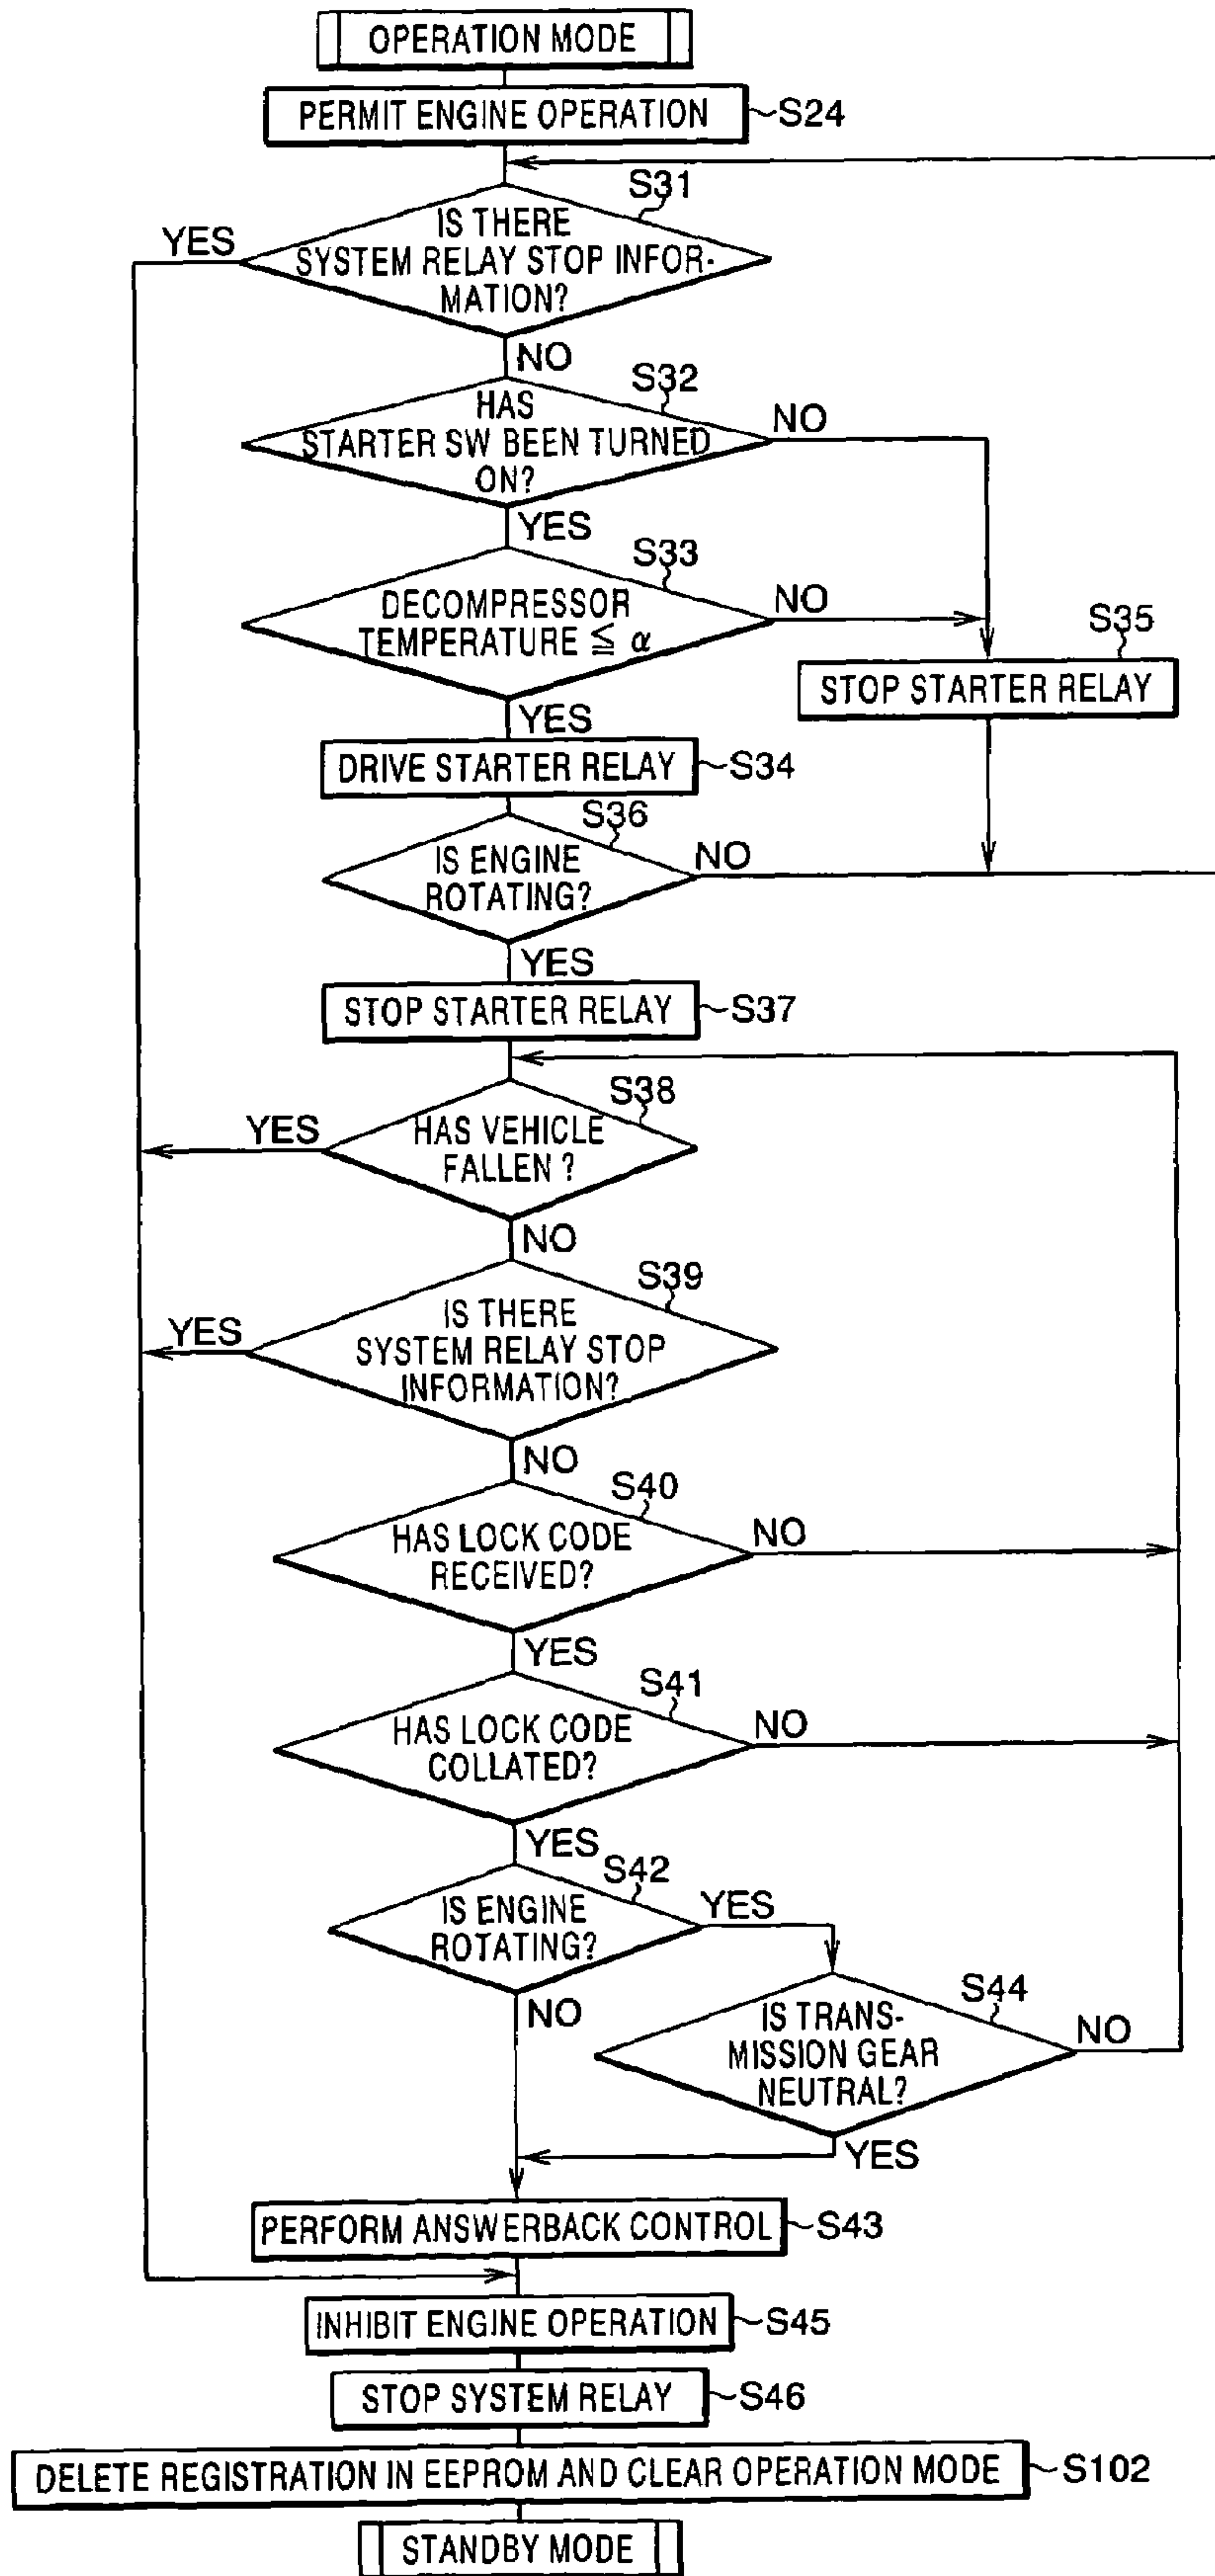 OPERATION MODE
PERMIT ENGINE OPERATION
S24
S31
IS THERE
SYSTEM RELAY STOP INFOR-
MATION?
YES
NO
S32
HAS
STARTER SW BEEN TURNED
ON?
NO
YES
S33
DECOMPRESSOR
TEMPERATURE ≦ α
NO
S35
STOP STARTER RELAY
YES
DRIVE STARTER RELAY
S34
S36
IS ENGINE
ROTATING?
NO
YES
STOP STARTER RELAY
S37
S38
HAS VEHICLE
FALLEN ?
YES
NO
S39
IS THERE
SYSTEM RELAY STOP
INFORMATION?
YES
NO
S40
HAS LOCK CODE
RECEIVED?
NO
YES
S41
HAS LOCK CODE
COLLATED?
NO
YES
S42
IS ENGINE
ROTATING?
YES
NO
S44
IS TRANS-
MISSION GEAR
NEUTRAL?
NO
YES
PERFORM ANSWERBACK CONTROL
S43
INHIBIT ENGINE OPERATION
S45
STOP SYSTEM RELAY
S46
DELETE REGISTRATION IN EEPROM AND CLEAR OPERATION MODE
S102
STANDBY MODE